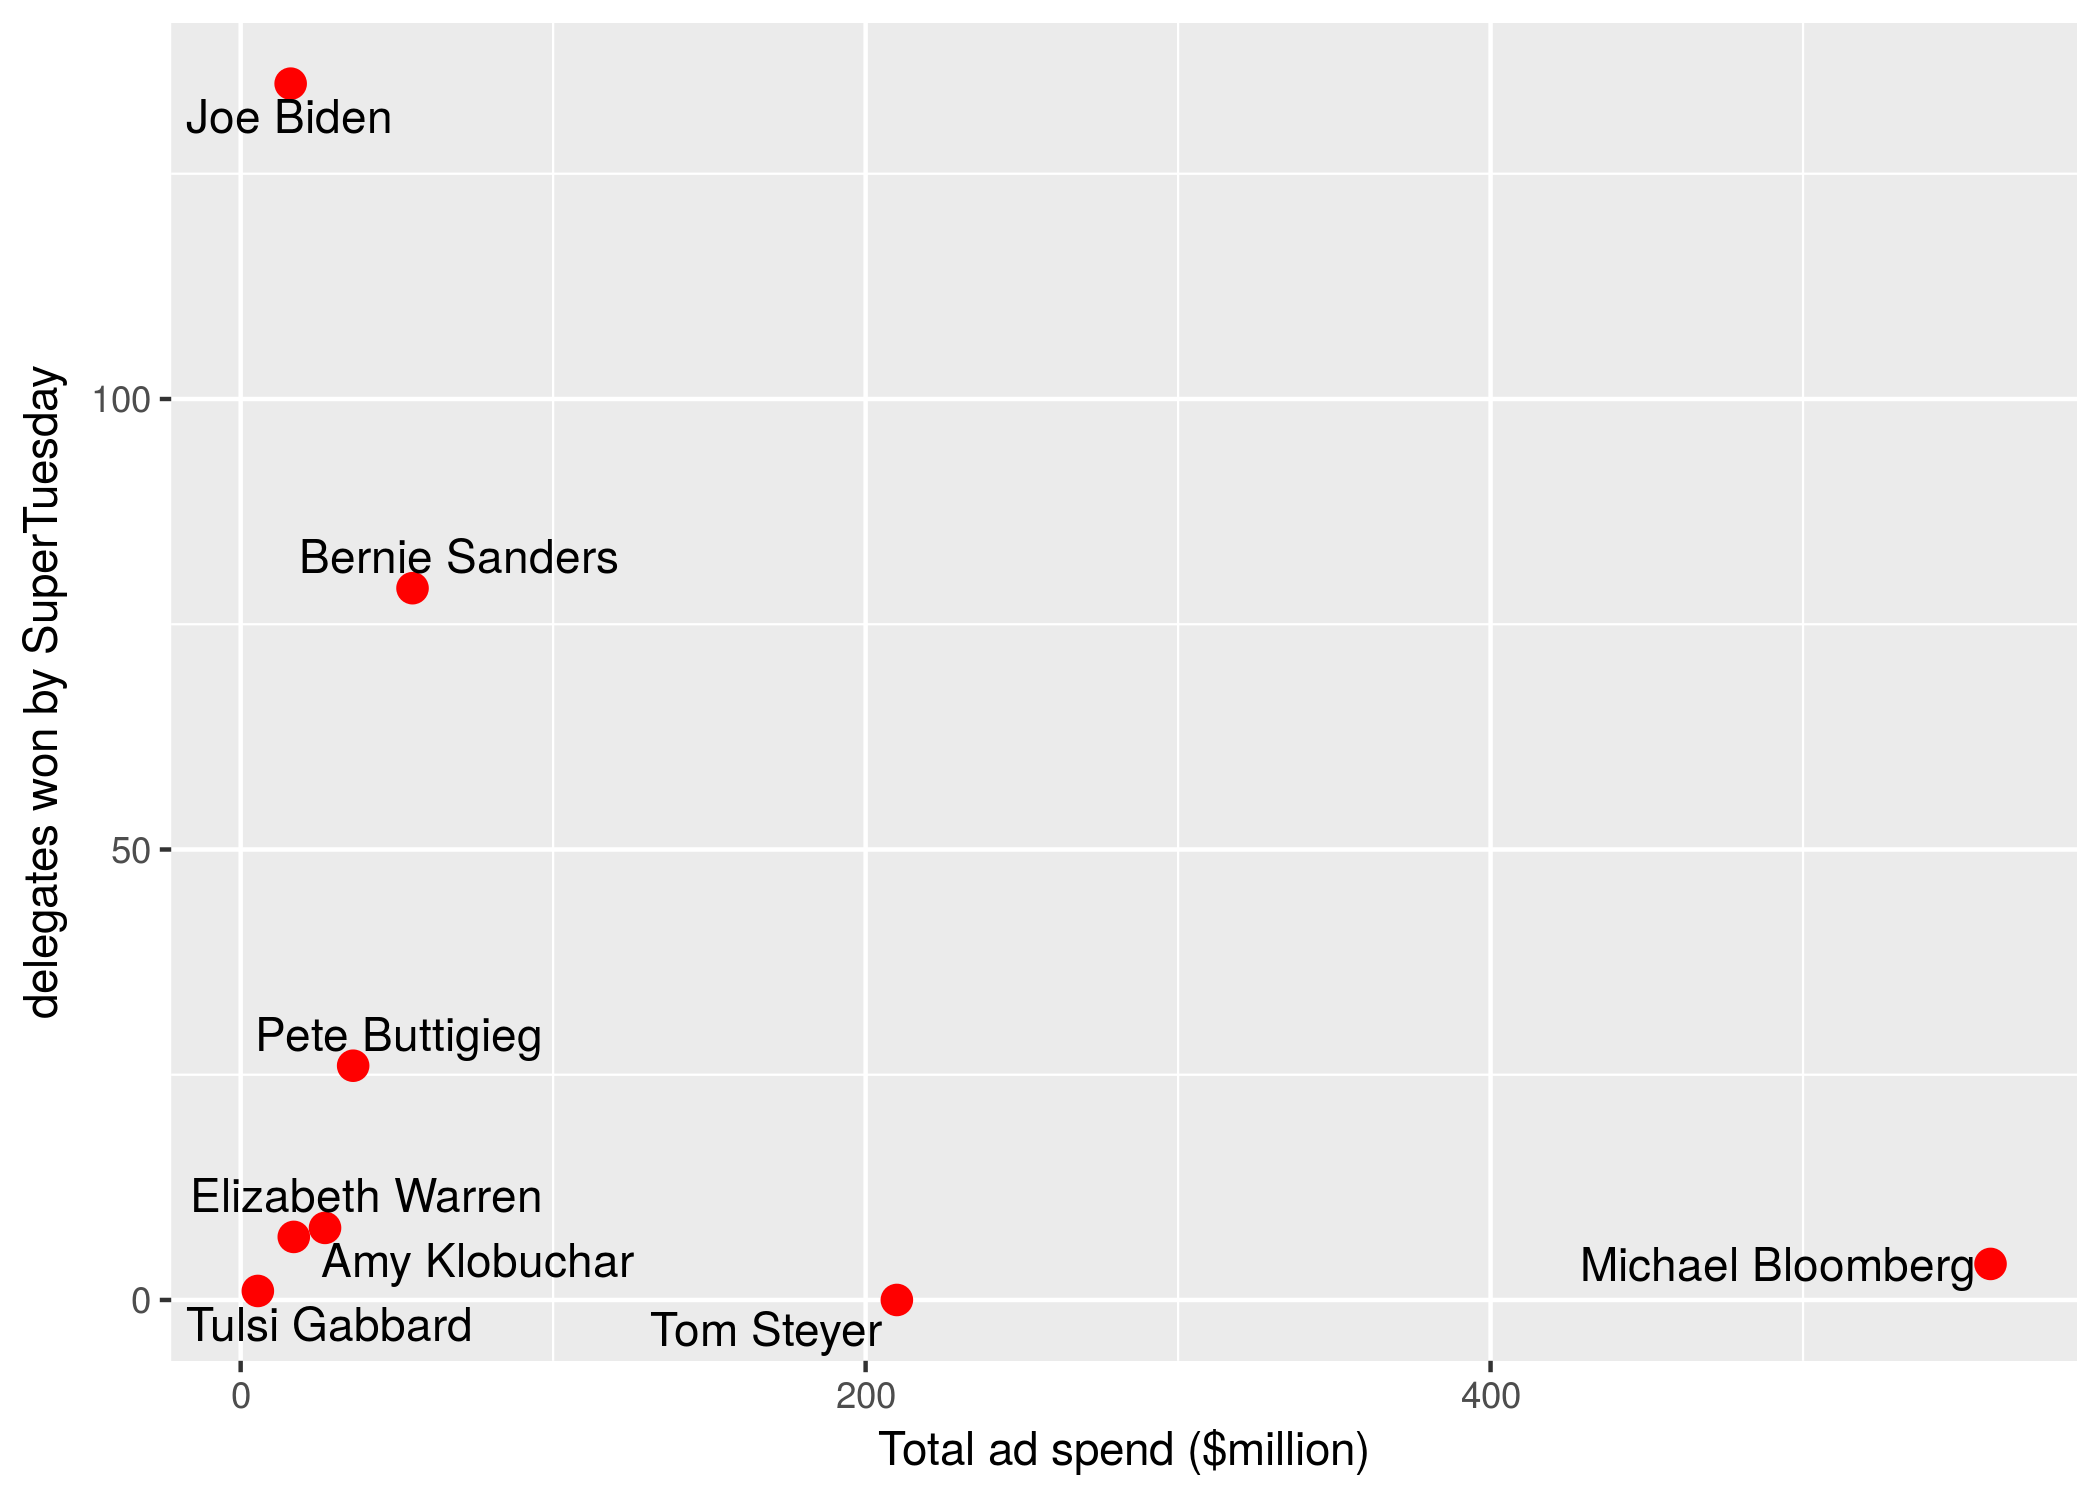 Joe Biden
100
Bernie Sanders
delegates won by SuperTuesday
50
Pete Buttigieg
Elizabeth Warren
Amy Klobuchar
Michael Bloomberg
0
Tulsi Gabbard
Tom Steyer
0
200
400
Total ad spend ($million)